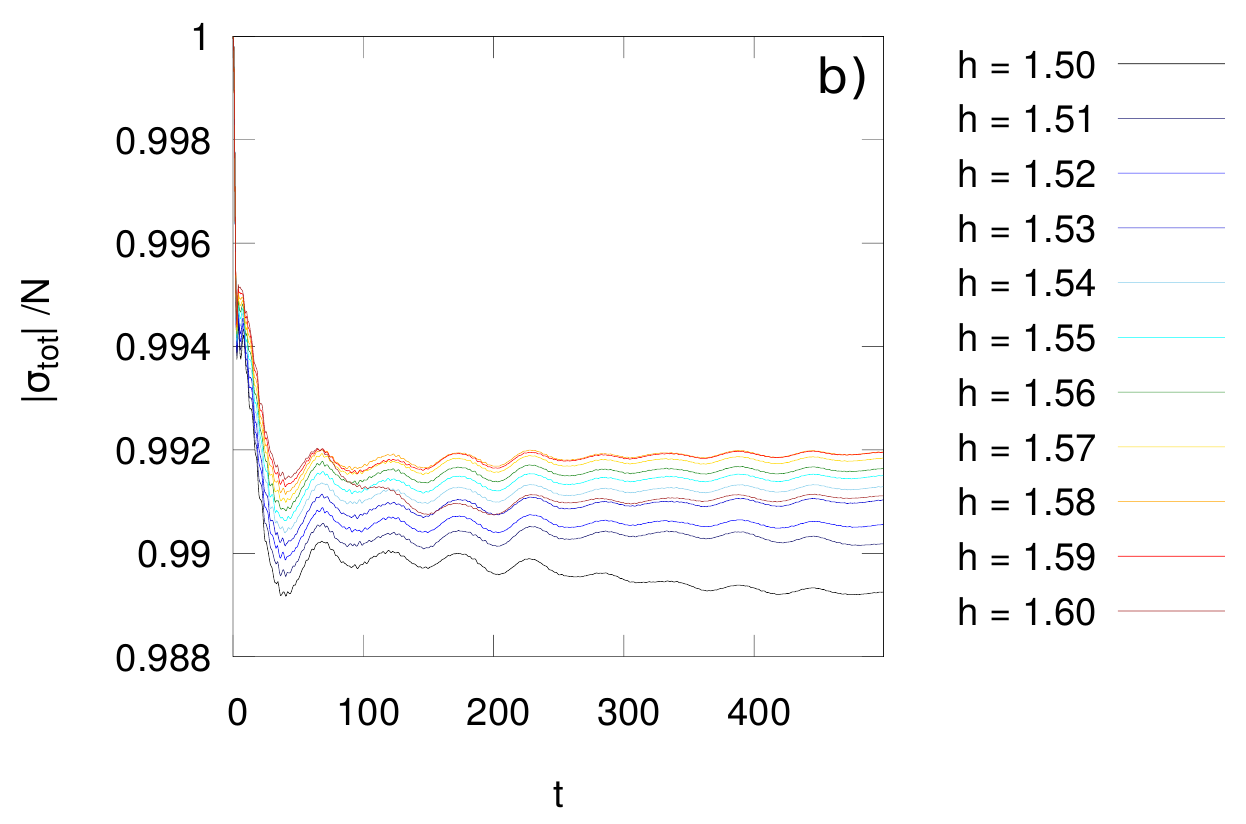 b)
1
0.998
0.996
0.994
0.992
0.99
0.988
|σtot| /N
0 100 200 300 400
t
h = 1.50
h = 1.51
h = 1.52
h = 1.53
h = 1.54
h = 1.55
h = 1.56
h = 1.57
h = 1.58
h = 1.59
h = 1.60